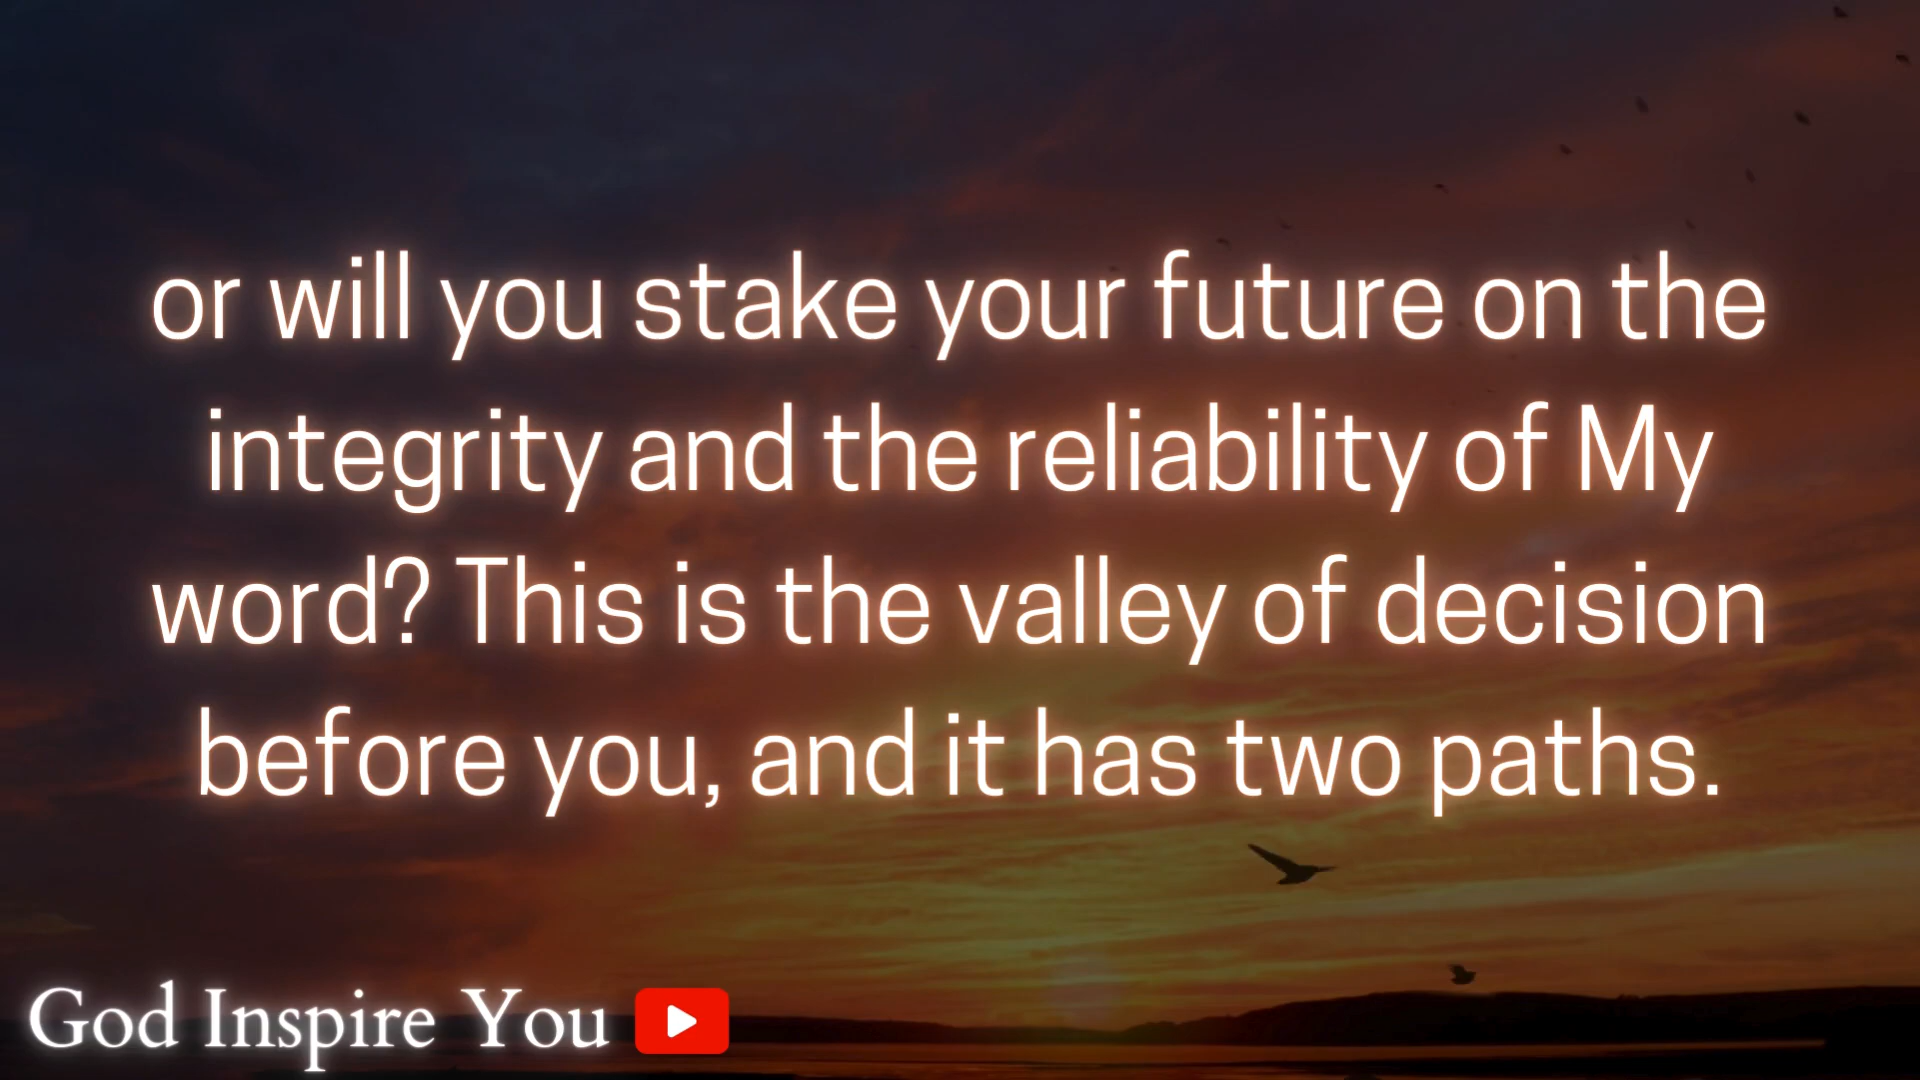 or will you stake your future on the
integrity and the reliability of My
word? This is the valley of decision
before you, and it has two paths.
God Inspire You